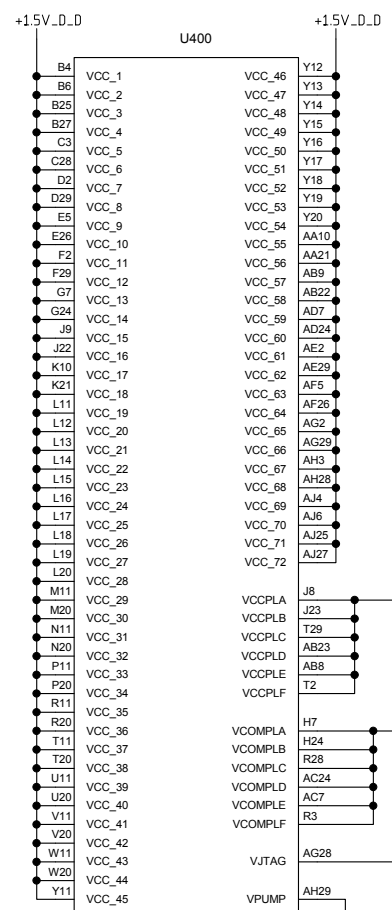 +1.5V_D_D
U400
+1.5V_D_D
B4 VCC_1
B6 VCC_2
B25 VCC_3
B27 VCC_4
C3 VCC_5
C28 VCC_6
D2 VCC_7
D29 VCC_8
E5 VCC_9
E26 VCC_10
F2 VCC_11
F29 VCC_12
G7 VCC_13
G24 VCC_14
J9 VCC_15
J22 VCC_16
K10 VCC_17
K21 VCC_18
L11 VCC_19
L12 VCC_20
L13 VCC_21
L14 VCC_22
L15 VCC_23
L16 VCC_24
L17 VCC_25
L18 VCC_26
L19 VCC_27
L20 VCC_28
M11 VCC_29
M20 VCC_30
N11 VCC_31
N20 VCC_32
P11 VCC_33
P20 VCC_34
R11 VCC_35
R20 VCC_36
T11 VCC_37
T20 VCC_38
U11 VCC_39
U20 VCC_40
V11 VCC_41
V20 VCC_42
W11 VCC_43
W20 VCC_44
Y11 VCC_45
VCC_46 Y12
VCC_47 Y13
VCC_48 Y14
VCC_49 Y15
VCC_50 Y16
VCC_51 Y17
VCC_52 Y18
VCC_53 Y19
VCC_54 Y20
VCC_55 AA10
VCC_56 AA21
VCC_57 AB9
VCC_58 AB22
VCC_59 AD7
VCC_60 AD24
VCC_61 AE2
VCC_62 AE29
VCC_63 AF5
VCC_64 AF26
VCC_65 AG2
VCC_66 AG29
VCC_67 AH3
VCC_68 AH28
VCC_69 AJ4
VCC_70 AJ6
VCC_71 AJ25
VCC_72 AJ27
VCCPLA J8
VCCPLB J23
VCCPLC T29
VCCPLD AB23
VCCPLE AB8
VCCPLF T2
VCOMPLA H7
VCOMPLB H24
VCOMPLC R28
VCOMPLD AC24
VCOMPLE AC7
VCOMPLF R3
VJTAG AG28
VPUMP AH29